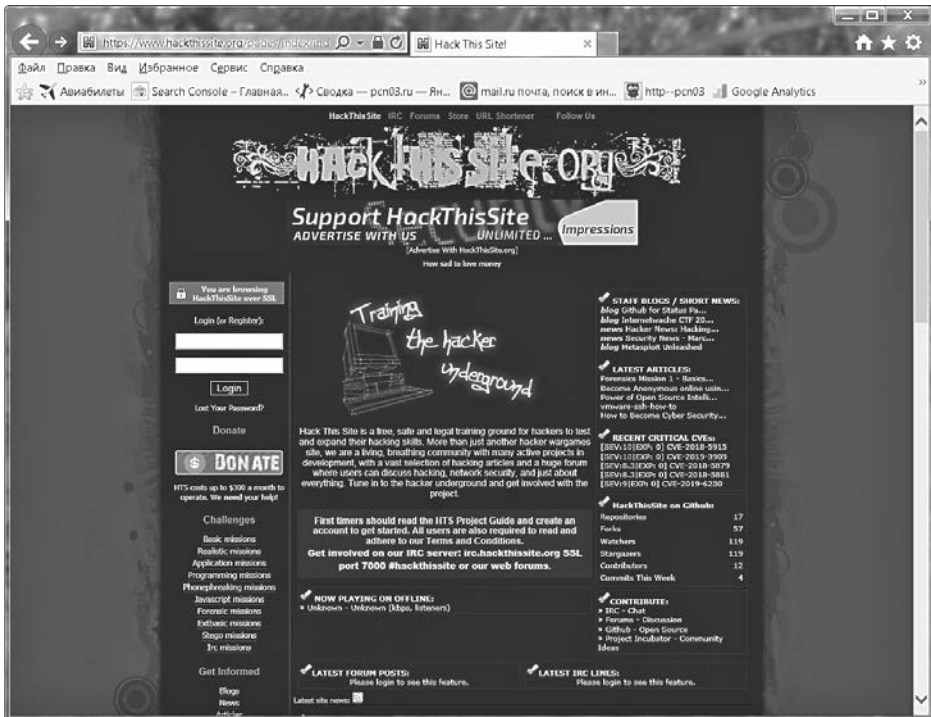 https://www.hackthissite.org/pages/index/ind
Hack This Site!
Файл Правка Вид Избранное Сервис Справка
Авиабилеты Search Console – Главная... Сводка — pcn03.ru — Ян... mail.ru почта, поиск в ин... http--pcn03 Google Analytics
HackThisSite IRC Forums Store URL Shortener Follow Us
HACK THIS SITE.ORG
SECURITY
Support HackThisSite
ADVERTISE WITH US UNLIMITED ...
Impressions
[Advertise With HackThisSite.org]
How sad to love money
You are browsing
HackThisSite over SSL
Login (or Register):
Login
Lost Your Password?
Donate
$ DONATE
HTS costs up to $300 a month to
operate. We need your help!
Challenges
Basic missions
Realistic missions
Application missions
Programming missions
Phonephreaking missions
Javascript missions
Forensic missions
Extbasic missions
Stego missions
Irc missions
Get Informed
Blogs
News
Articles
Training
the hacker
underground
Hack This Site is a free, safe and legal training ground for hackers to test
and expand their hacking skills. More than just another hacker wargames
site, we are a living, breathing community with many active projects in
development, with a vast selection of hacking articles and a huge forum
where users can discuss hacking, network security, and just about
everything. Tune in to the hacker underground and get involved with the
project.
First timers should read the HTS Project Guide and create an
account to get started. All users are also required to read and
adhere to our Terms and Conditions.
Get involved on our IRC server: irc.hackthissite.org SSL
port 7000 #hackthissite or our web forums.
NOW PLAYING ON OFFLINE:
» Unknown - Unknown (kbps, listeners)
STAFF BLOGS / SHORT NEWS:
blog Github for Status Pa...
blog Internetwache CTF 20...
news Hacker News: Hacking...
news Security News - Marc...
blog Metasploit Unleashed
LATEST ARTICLES:
Forensics Mission 1 - Basics...
Become Anonymous online usin...
Power of Open Source Intelli...
vmware-ssh-how-to
How to Become Cyber Security...
RECENT CRITICAL CVEs:
[SEV:10|EXP: 0] CVE-2018-5915
[SEV:10|EXP: 0] CVE-2019-3909
[SEV:8.3|EXP: 0] CVE-2018-3879
[SEV:8.3|EXP: 0] CVE-2018-3881
[SEV:9|EXP: 0] CVE-2019-6250
HackThisSite on Github:
Repositories 17
Forks 57
Watchers 119
Stargazers 119
Contributors 12
Commits This Week 4
CONTRIBUTE:
» IRC - Chat
» Forums - Discussion
» Github - Open Source
» Project Incubator - Community
Ideas
LATEST FORUM POSTS:
Please login to see this feature.
LATEST IRC LINES:
Please login to see this feature.
Latest site news: